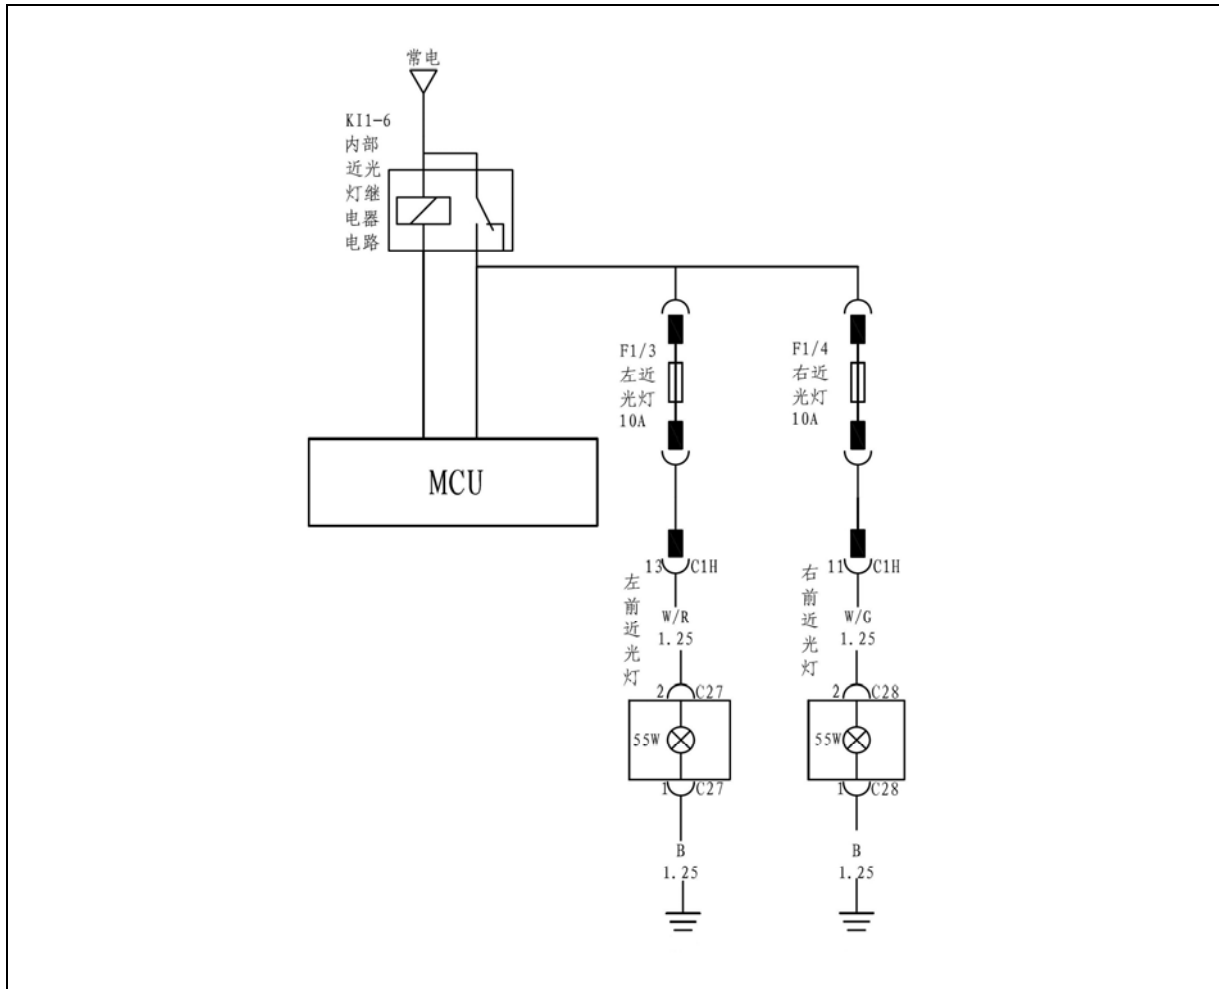 常电
KI1-6
内部
近光
灯继
电器
电路
MCU
F1/3
左近
光灯
10A
F1/4
右近
光灯
10A
13 C1H
左
前
近
光
灯
W/R
1.25
11 C1H
右
前
近
光
灯
W/G
1.25
2 C27
55W
1 C27
B
1.25
2 C28
55W
1 C28
B
1.25